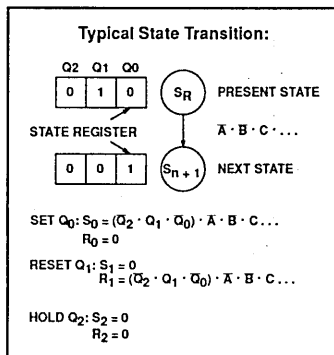 Typical State Transition:
Q2 Q1 Q0
0 1 0
S_R
PRESENT STATE
STATE REGISTER
A̅ · B̅ · C · . . .
0 0 1
S_{n + 1}
NEXT STATE
SET Q₀: S₀ = (Q̅₂ · Q₁ · Q̅₀) · A̅ · B̅ · C . . .
R₀ = 0
RESET Q₁: S₁ = 0
R₁ = (Q̅₂ · Q₁ · Q̅₀) · A̅ · B̅ · C . . .
HOLD Q₂: S₂ = 0
R₂ = 0